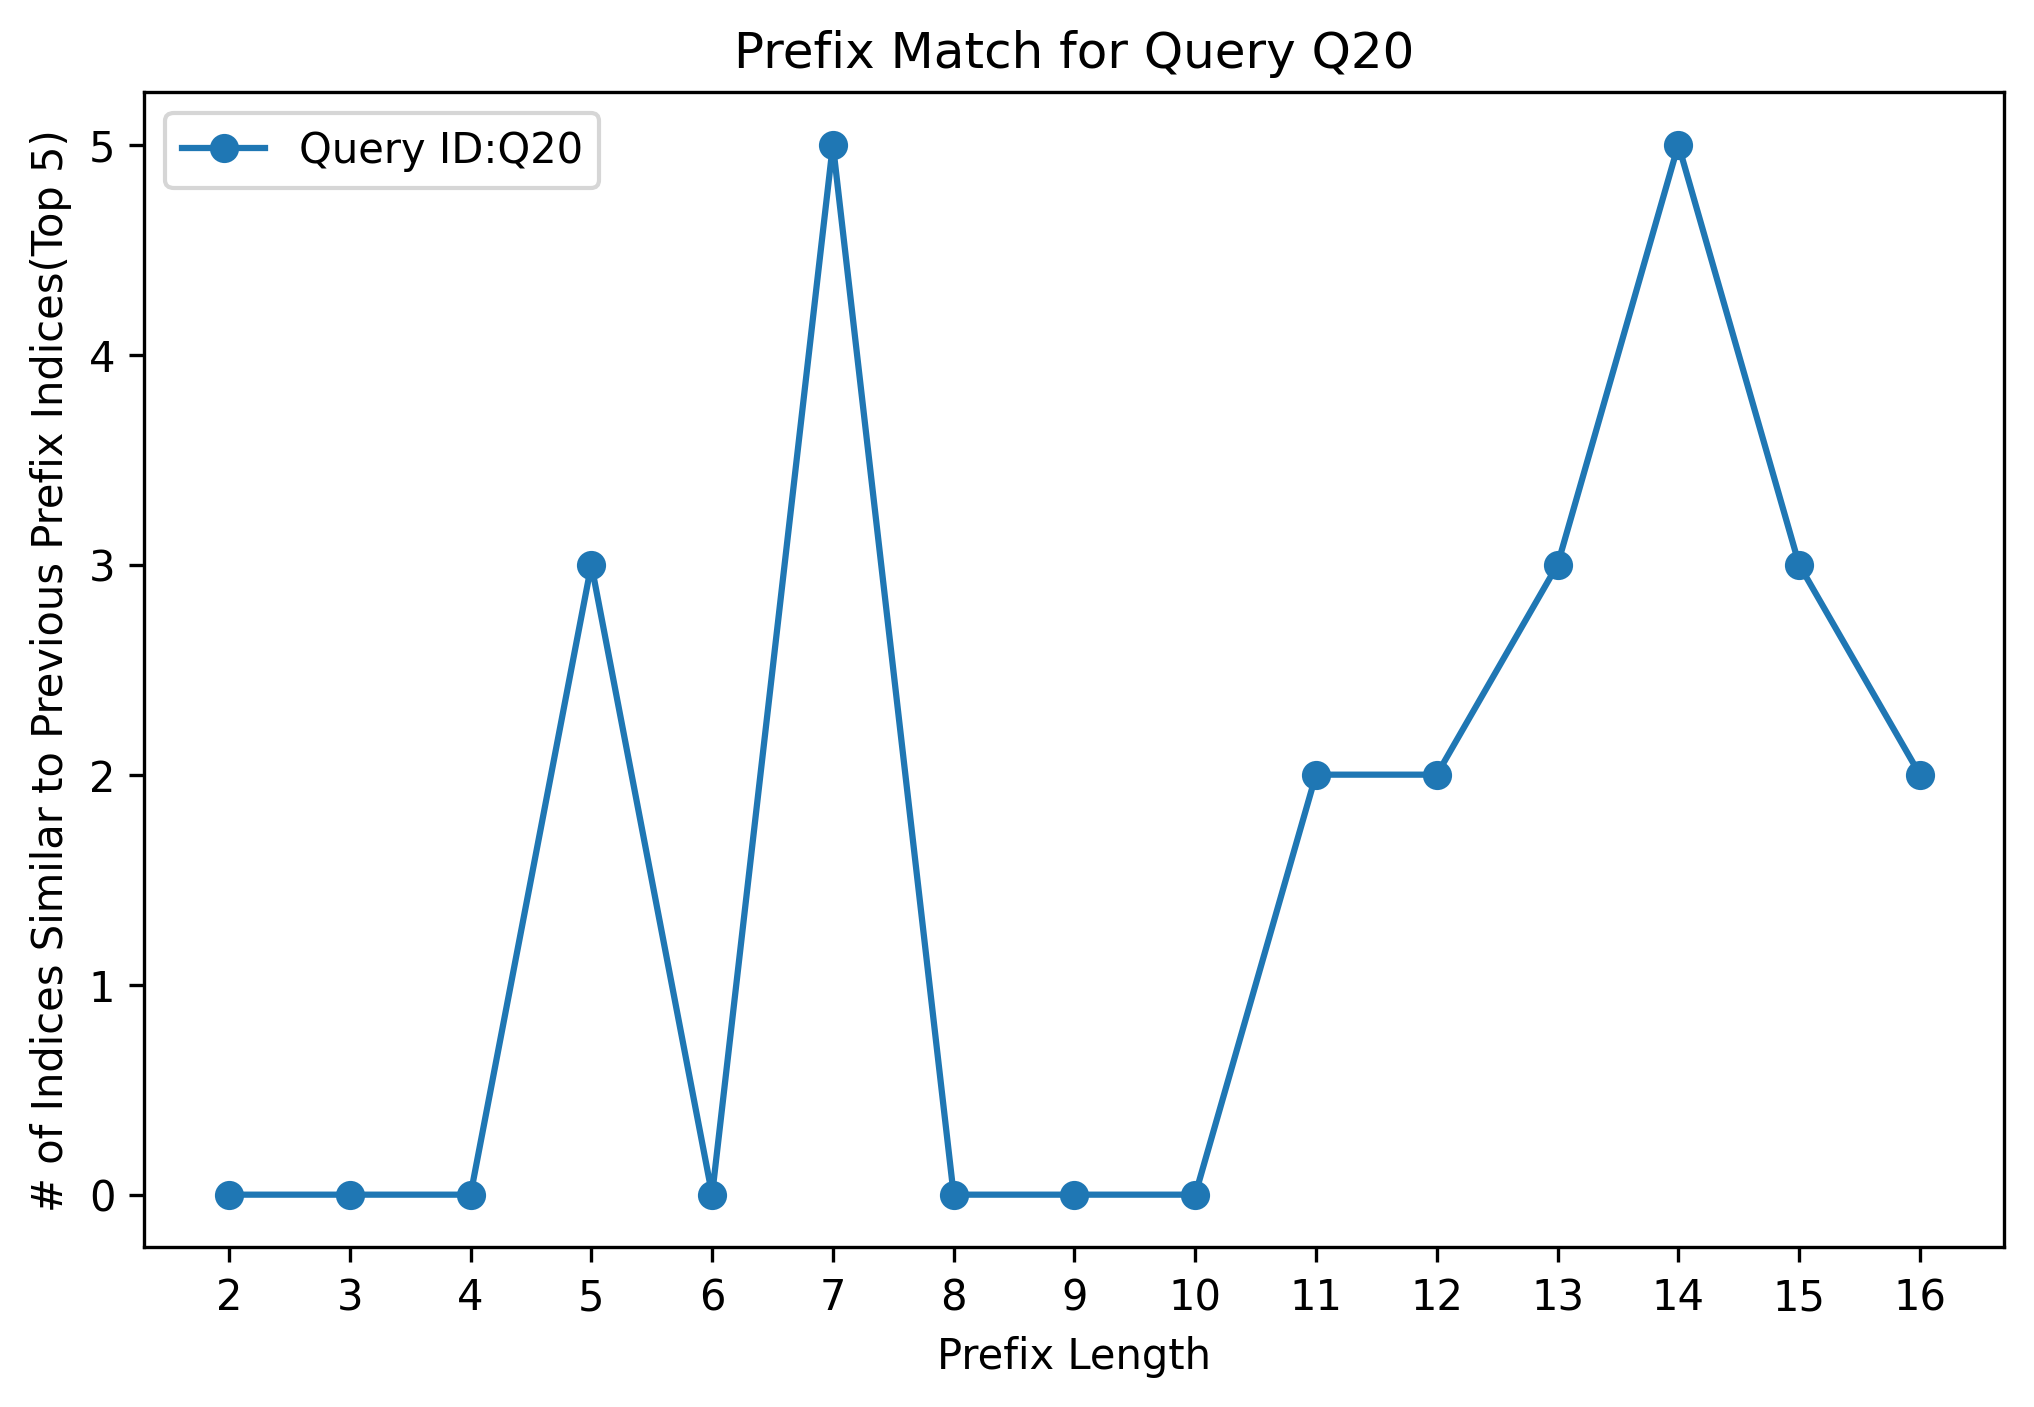 Prefix Match for Query Q20
Query ID:Q20
# of Indices Similar to Previous Prefix Indices(Top 5)
5
4
3
2
1
0
2 3 4 5 6 7 8 9 10 11 12 13 14 15 16
Prefix Length